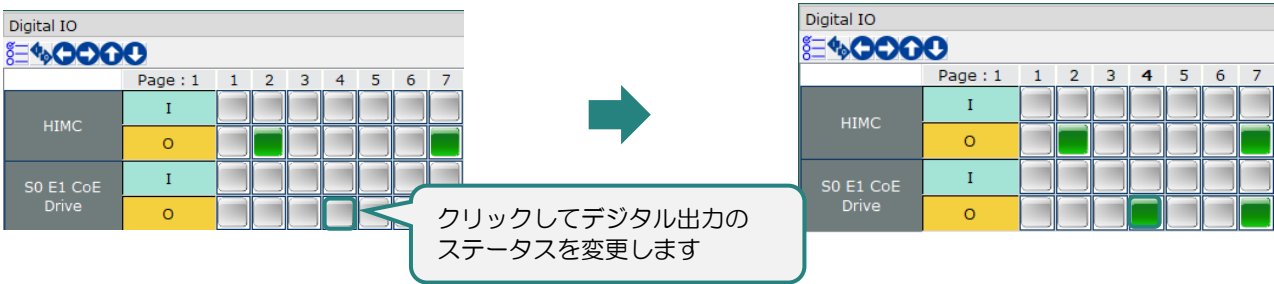 Digital IO
Page : 1 1 2 3 4 5 6 7
HIMC
I
O
S0 E1 CoE
Drive
I
O
クリックしてデジタル出力の
ステータスを変更します
Digital IO
Page : 1 1 2 3 4 5 6 7
HIMC
I
O
S0 E1 CoE
Drive
I
O